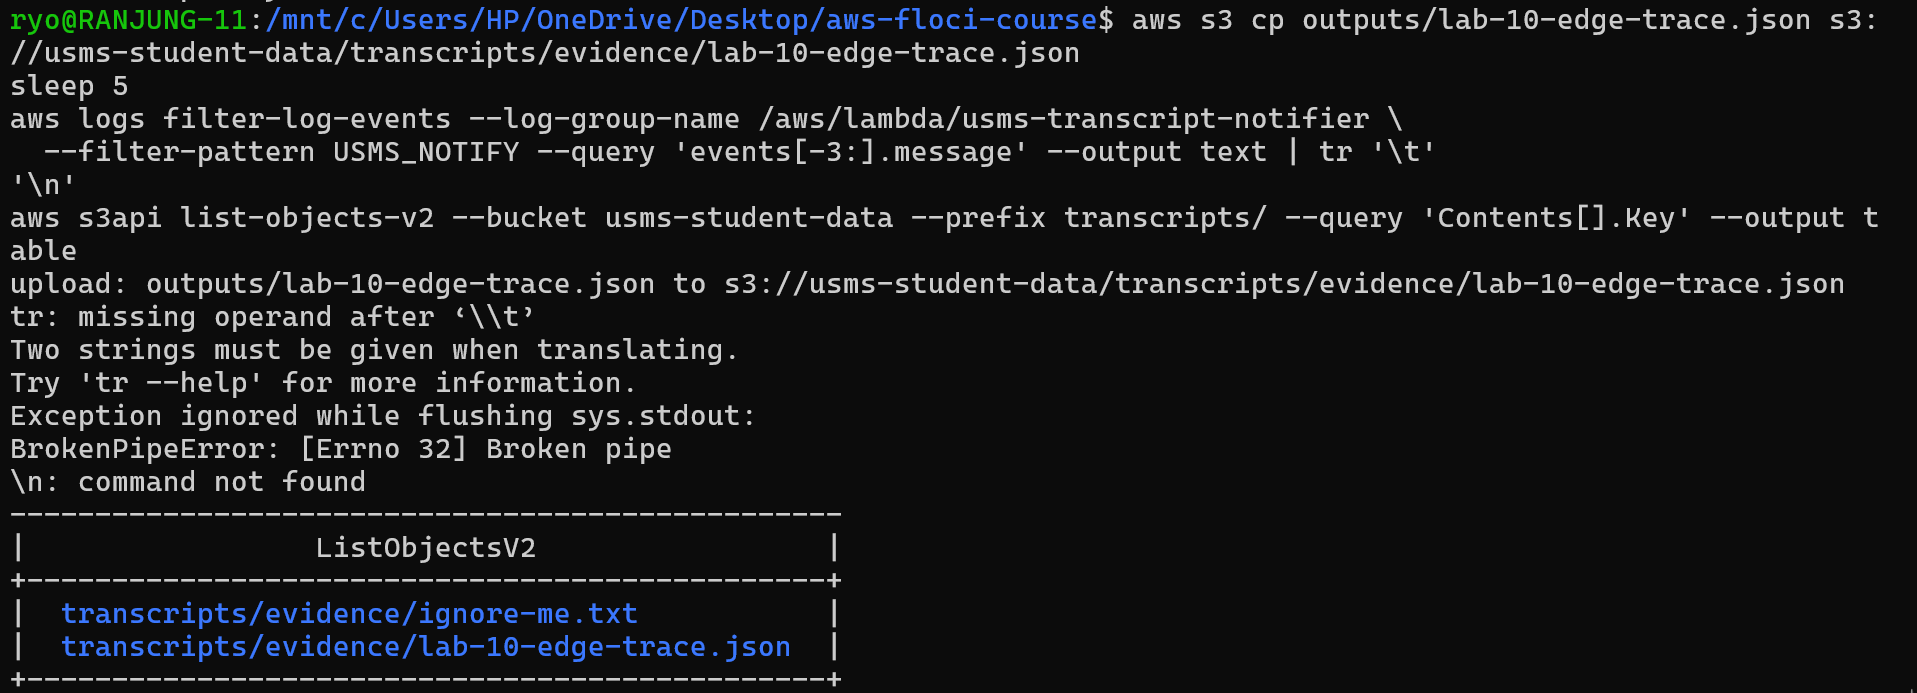 ryo@RANJUNG-11:/mnt/c/Users/HP/OneDrive/Desktop/aws-floci-course$ aws s3 cp outputs/lab-10-edge-trace.json s3:
//usms-student-data/transcripts/evidence/lab-10-edge-trace.json
sleep 5
aws logs filter-log-events --log-group-name /aws/lambda/usms-transcript-notifier \
  --filter-pattern USMS_NOTIFY --query 'events[-3:].message' --output text | tr '\t'
'\n'
aws s3api list-objects-v2 --bucket usms-student-data --prefix transcripts/ --query 'Contents[].Key' --output t
able
upload: outputs/lab-10-edge-trace.json to s3://usms-student-data/transcripts/evidence/lab-10-edge-trace.json
tr: missing operand after ‘\\t’
Two strings must be given when translating.
Try 'tr --help' for more information.
Exception ignored while flushing sys.stdout:
BrokenPipeError: [Errno 32] Broken pipe
\n: command not found
-------------------------------------------------
|                  ListObjectsV2                 |
+------------------------------------------------+
|  transcripts/evidence/ignore-me.txt            |
|  transcripts/evidence/lab-10-edge-trace.json   |
+------------------------------------------------+